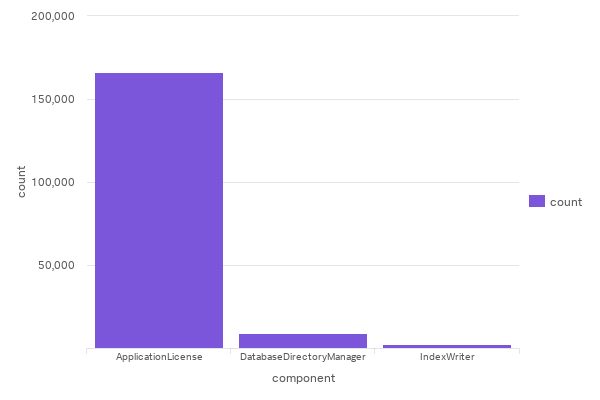 200,000
150,000
100,000
50,000
count
ApplicationLicense DatabaseDirectoryManager IndexWriter
component
count